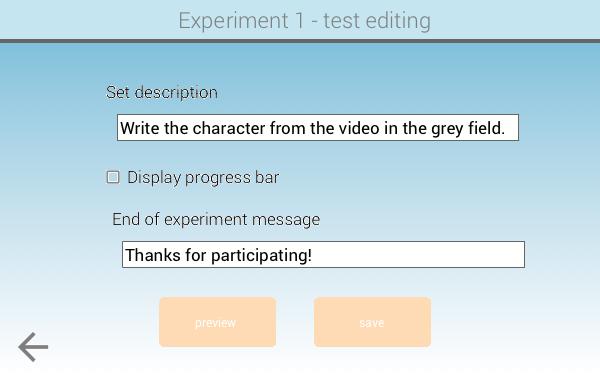 Experiment 1 - test editing
Set description
Write the character from the video in the grey field.
Display progress bar
End of experiment message
Thanks for participating!
preview
save